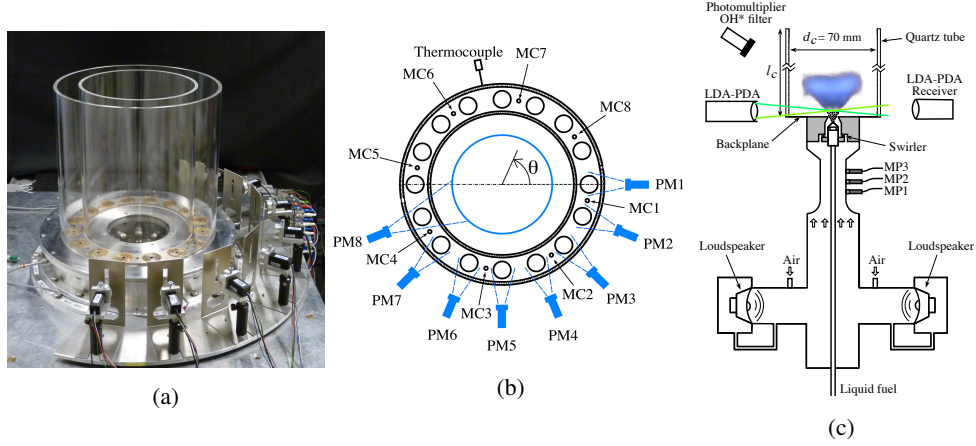 Thermocouple
MC7
MC6
MC8
MC5
θ
PM1
MC1
PM8
MC4
PM2
PM7
MC3
MC2
PM3
PM6
PM5
PM4
Photomultiplier
OH* filter
d_c = 70 mm
Quartz tube
l_c
LDA-PDA
LDA-PDA
Receiver
Backplane
Swirler
MP3
MP2
MP1
Loudspeaker
Air
Air
Loudspeaker
Liquid fuel
(a)
(b)
(c)